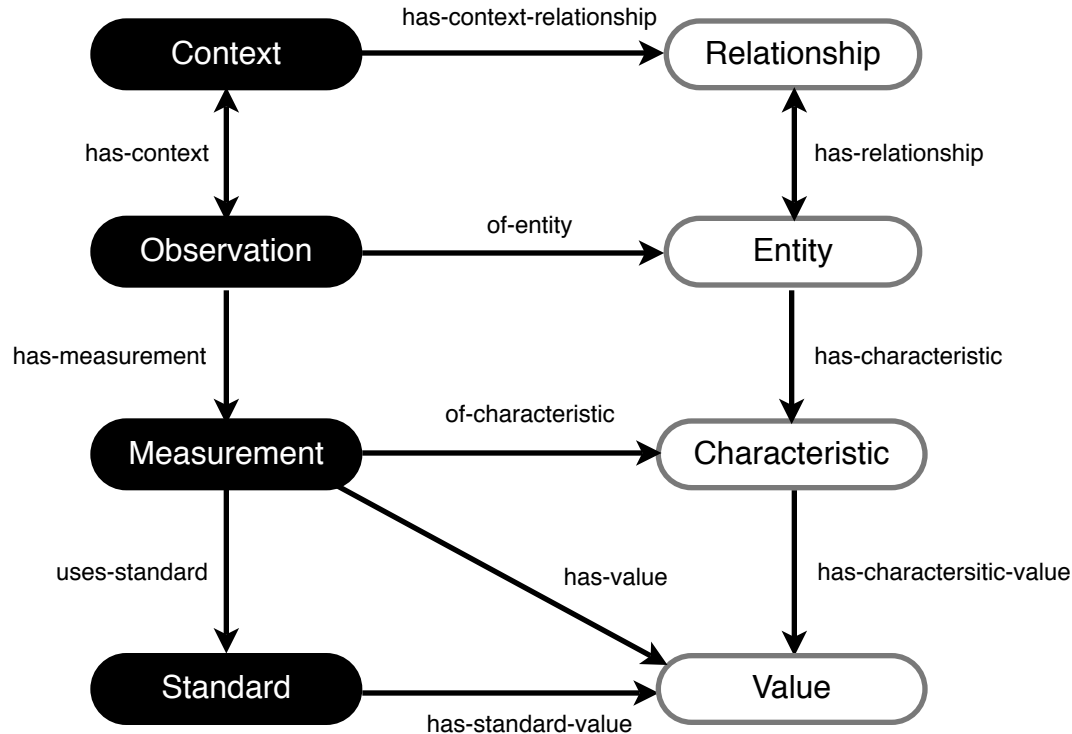 has-context-relationship
Context
Relationship
has-context
has-relationship
of-entity
Observation
Entity
has-measurement
has-characteristic
of-characteristic
Measurement
Characteristic
uses-standard
has-value
has-charactersitic-value
Standard
Value
has-standard-value